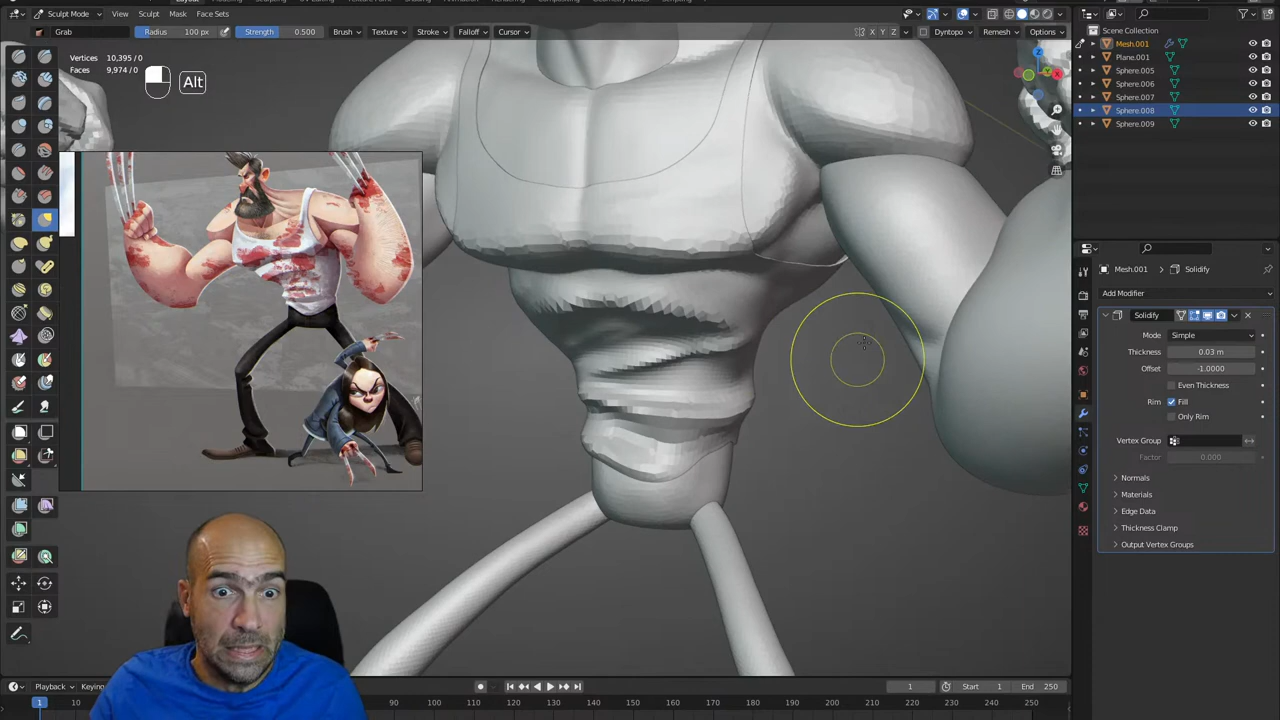 Layout
Sculpt Mode View Sculpt Mask Face Sets
Options
Grab Radius 100 px Strength 0.500 Brush Texture Stroke Falloff Cursor X Y Z Dyntopo Remesh Options
Vertices 10,395 / 0
Faces 9,974 / 0
Alt
Z
X
Y
Scene Collection
Mesh.001
Plane.001
Sphere.005
Sphere.006
Sphere.007
Sphere.008
Sphere.009
Mesh.001 Solidify
Add Modifier
Solidify
Mode Simple
Thickness 0.03 m
Offset -1.0000
Even Thickness
Rim Fill
Only Rim
Vertex Group
Factor 0.000
Normals
Materials
Edge Data
Thickness Clamp
Output Vertex Groups
Playback Keying 1 Start 1 End 250
1 10 90 100 110 120 130 140 150 160 170 180 190 200 210 220 230 240 250